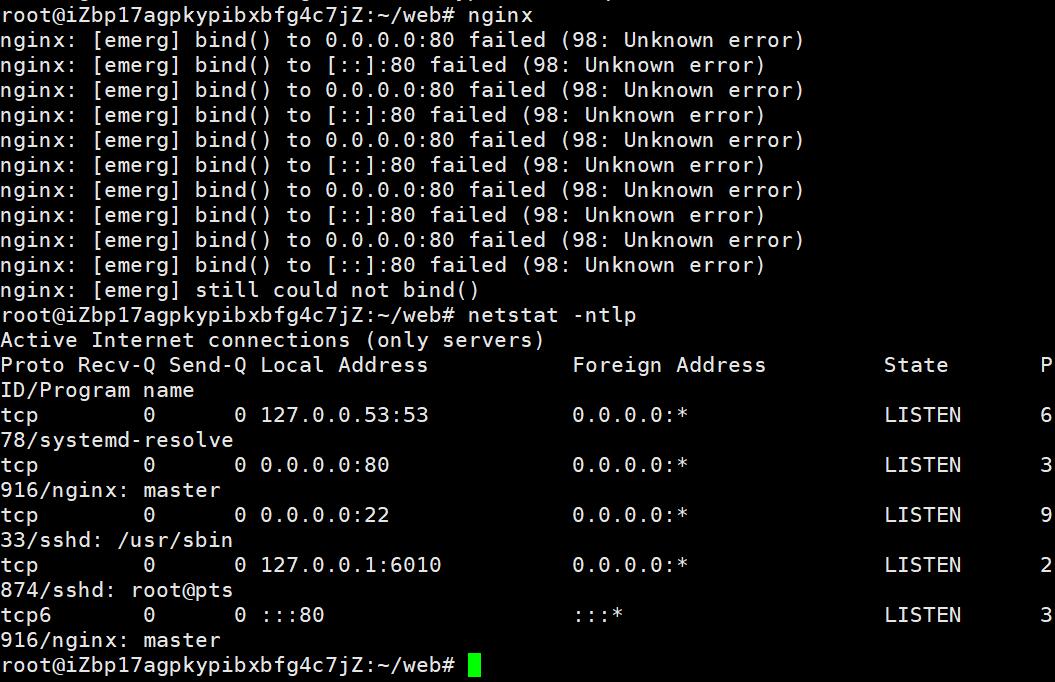 root@iZbp17agpkypibxbfg4c7jZ:~/web# nginx
nginx: [emerg] bind() to 0.0.0.0:80 failed (98: Unknown error)
nginx: [emerg] bind() to [::]:80 failed (98: Unknown error)
nginx: [emerg] bind() to 0.0.0.0:80 failed (98: Unknown error)
nginx: [emerg] bind() to [::]:80 failed (98: Unknown error)
nginx: [emerg] bind() to 0.0.0.0:80 failed (98: Unknown error)
nginx: [emerg] bind() to [::]:80 failed (98: Unknown error)
nginx: [emerg] bind() to 0.0.0.0:80 failed (98: Unknown error)
nginx: [emerg] bind() to [::]:80 failed (98: Unknown error)
nginx: [emerg] bind() to 0.0.0.0:80 failed (98: Unknown error)
nginx: [emerg] bind() to [::]:80 failed (98: Unknown error)
nginx: [emerg] still could not bind()
root@iZbp17agpkypibxbfg4c7jZ:~/web# netstat -ntlp
Active Internet connections (only servers)
Proto Recv-Q Send-Q Local Address           Foreign Address         State       P
ID/Program name
tcp        0      0 127.0.0.53:53           0.0.0.0:*               LISTEN      6
78/systemd-resolve
tcp        0      0 0.0.0.0:80              0.0.0.0:*               LISTEN      3
916/nginx: master
tcp        0      0 0.0.0.0:22              0.0.0.0:*               LISTEN      9
33/sshd: /usr/sbin
tcp        0      0 127.0.0.1:6010          0.0.0.0:*               LISTEN      2
874/sshd: root@pts
tcp6       0      0 :::80                   :::*                    LISTEN      3
916/nginx: master
root@iZbp17agpkypibxbfg4c7jZ:~/web#